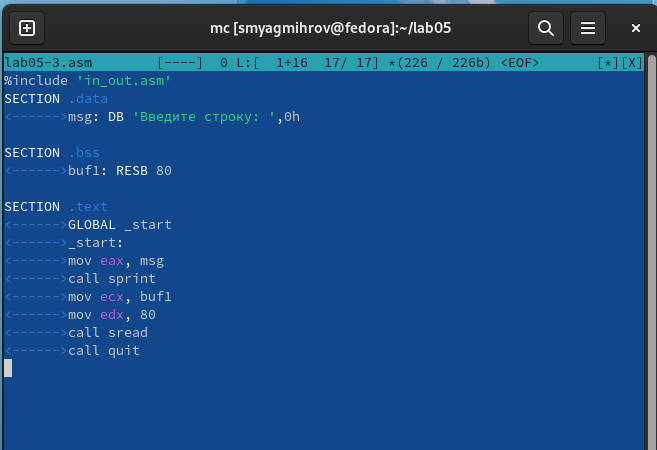 mc [smyagmihrov@fedora]:~/lab05
lab05-3.asm [----] 0 L:[ 1+16 17/ 17] *(226 / 226b) <EOF> [*][X]
%include 'in_out.asm'
SECTION .data
<------>msg: DB 'Введите строку: ',0h
SECTION .bss
<------>buf1: RESB 80
SECTION .text
<------>GLOBAL _start
<------>_start:
<------>mov eax, msg
<------>call sprint
<------>mov ecx, buf1
<------>mov edx, 80
<------>call sread
<------>call quit